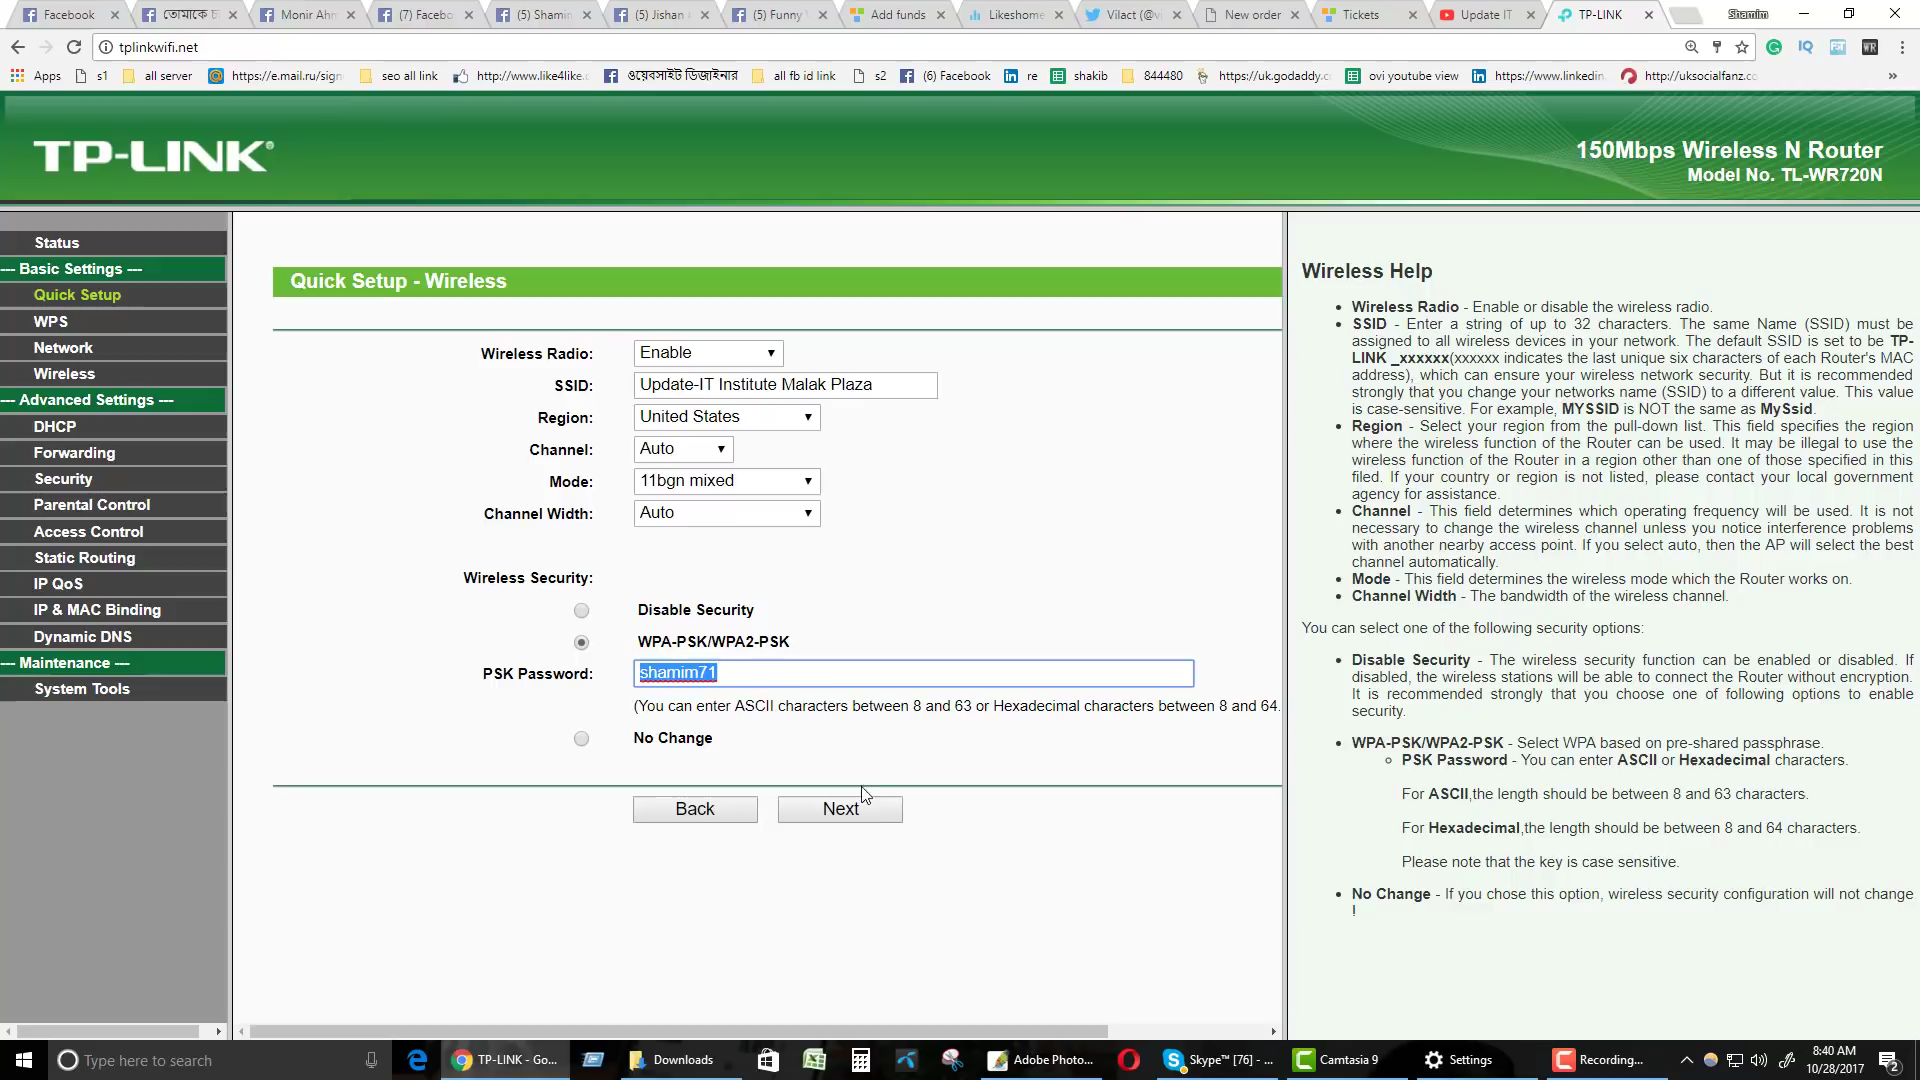 Facebook
তোমাকে চ
Monir Ahm
(7) Facebo
(5) Shamin
(5) Jishan
(5) Funny
Add funds
Likeshome
Vilact (@vi
New order
Tickets
Update IT
TP-LINK
Shamim
tplinkwifi.net
Apps
s1
all server
https://e.mail.ru/sign
seo all link
http://www.like4like.
ওয়েবসাইট ডিজাইনার
all fb id link
s2
(6) Facebook
re
shakib
844480
https://uk.godaddy.c
ovi youtube view
https://www.linkedin.
http://uksocialfanz.co
»
TP-LINK®
150Mbps Wireless N Router
Model No. TL-WR720N
Status
--- Basic Settings ---
Quick Setup
WPS
Network
Wireless
--- Advanced Settings ---
DHCP
Forwarding
Security
Parental Control
Access Control
Static Routing
IP QoS
IP & MAC Binding
Dynamic DNS
--- Maintenance ---
System Tools
Quick Setup - Wireless
Wireless Radio: Enable
SSID: Update-IT Institute Malak Plaza
Region: United States
Channel: Auto
Mode: 11bgn mixed
Channel Width: Auto
Wireless Security:
Disable Security
WPA-PSK/WPA2-PSK
PSK Password: shamim71
(You can enter ASCII characters between 8 and 63 or Hexadecimal characters between 8 and 64.
No Change
Back Next
Wireless Help
• Wireless Radio - Enable or disable the wireless radio.
• SSID - Enter a string of up to 32 characters. The same Name (SSID) must be
assigned to all wireless devices in your network. The default SSID is set to be TP-
LINK _xxxxxx(xxxxxx indicates the last unique six characters of each Router's MAC
address), which can ensure your wireless network security. But it is recommended
strongly that you change your networks name (SSID) to a different value. This value
is case-sensitive. For example, MYSSID is NOT the same as MySsid.
• Region - Select your region from the pull-down list. This field specifies the region
where the wireless function of the Router can be used. It may be illegal to use the
wireless function of the Router in a region other than one of those specified in this
filed. If your country or region is not listed, please contact your local government
agency for assistance.
• Channel - This field determines which operating frequency will be used. It is not
necessary to change the wireless channel unless you notice interference problems
with another nearby access point. If you select auto, then the AP will select the best
channel automatically.
• Mode - This field determines the wireless mode which the Router works on.
• Channel Width - The bandwidth of the wireless channel.
You can select one of the following security options:
• Disable Security - The wireless security function can be enabled or disabled. If
disabled, the wireless stations will be able to connect the Router without encryption.
It is recommended strongly that you choose one of following options to enable
security.
• WPA-PSK/WPA2-PSK - Select WPA based on pre-shared passphrase.
PSK Password - You can enter ASCII or Hexadecimal characters.
For ASCII,the length should be between 8 and 63 characters.
For Hexadecimal,the length should be between 8 and 64 characters.
Please note that the key is case sensitive.
• No Change - If you chose this option, wireless security configuration will not change
!
Type here to search
TP-LINK - Go...
Downloads
Adobe Photo...
Skype™ [76] - ...
Camtasia 9
Settings
Recording...
8:40 AM
10/28/2017
2